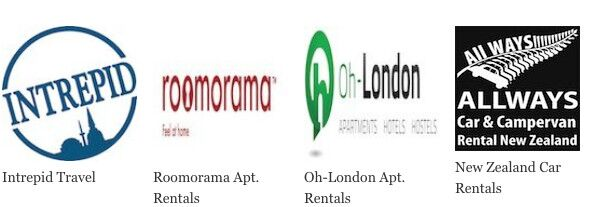 INTREPID
Intrepid Travel
roomorama™
Feel at home
Roomorama Apt.
Rentals
Oh-London
APARTMENTS HOTELS HOSTELS
Oh-London Apt.
Rentals
All WAYS
ALLWAYS
Car & Campervan
Rental New Zealand
New Zealand Car
Rentals